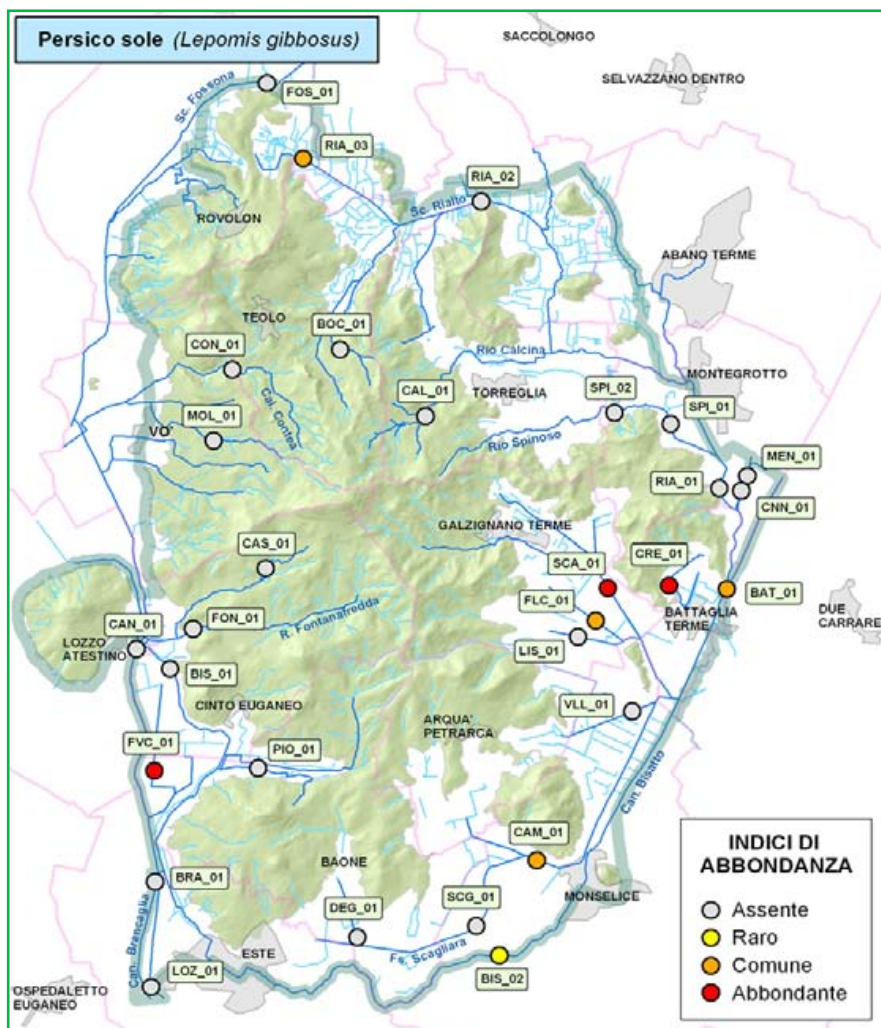 Persico sole (Lepomis gibbosus)
SACCOLONGO
SELVAZZANO DENTRO
Sc. Fossona
FOS_01
RIA_03
RIA_02
Sc. Rialto
ROVOLON
ABANO TERME
TEOLO
BOC_01
CON_01
Rio Calcina
MONTEGROTTO
CAL_01
TORREGLIA
SPI_02
SPI_01
Cal. Contea
MOL_01
VO'
Rio Spinoso
MEN_01
RIA_01
CNN_01
GALZIGNANO TERME
CAS_01
SCA_01
CRE_01
FLC_01
BAT_01
BATTAGLIA
TERME
DUE
CARRARE
CAN_01
FON_01
R. Fontanafredda
LOZZO
ATESTINO
LIS_01
BIS_01
CINTO EUGANEO
ARQUA'
PETRARCA
VLL_01
FVC_01
PIO_01
Can. Bisatto
CAM_01
BAONE
BRA_01
MONSELICE
DEG_01
SCG_01
Can. Brancaglia
Fs. Scagliara
ESTE
LOZ_01
BIS_02
OSPEDALETTO
EUGANEO
INDICI DI
ABBONDANZA
Assente
Raro
Comune
Abbondante